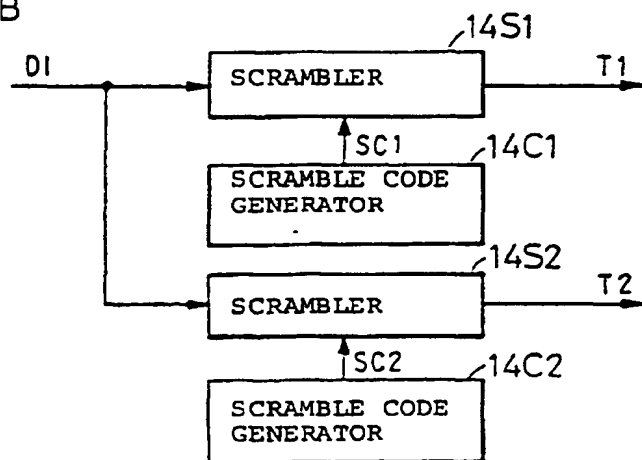 B
14S1
DI
SCRAMBLER
T1
SC1
14C1
SCRAMBLE CODE
GENERATOR
14S2
SCRAMBLER
T2
SC2
14C2
SCRAMBLE CODE
GENERATOR